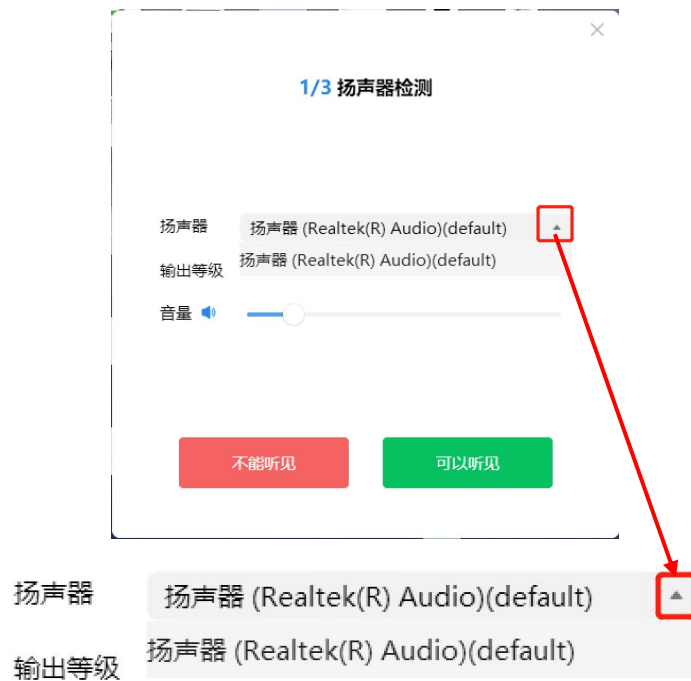 1/3 扬声器检测
扬声器 扬声器 (Realtek(R) Audio)(default)
扬声器 (Realtek(R) Audio)(default)
输出等级
音量
不能听见 可以听见
扬声器 扬声器 (Realtek(R) Audio)(default)
扬声器 (Realtek(R) Audio)(default)
输出等级